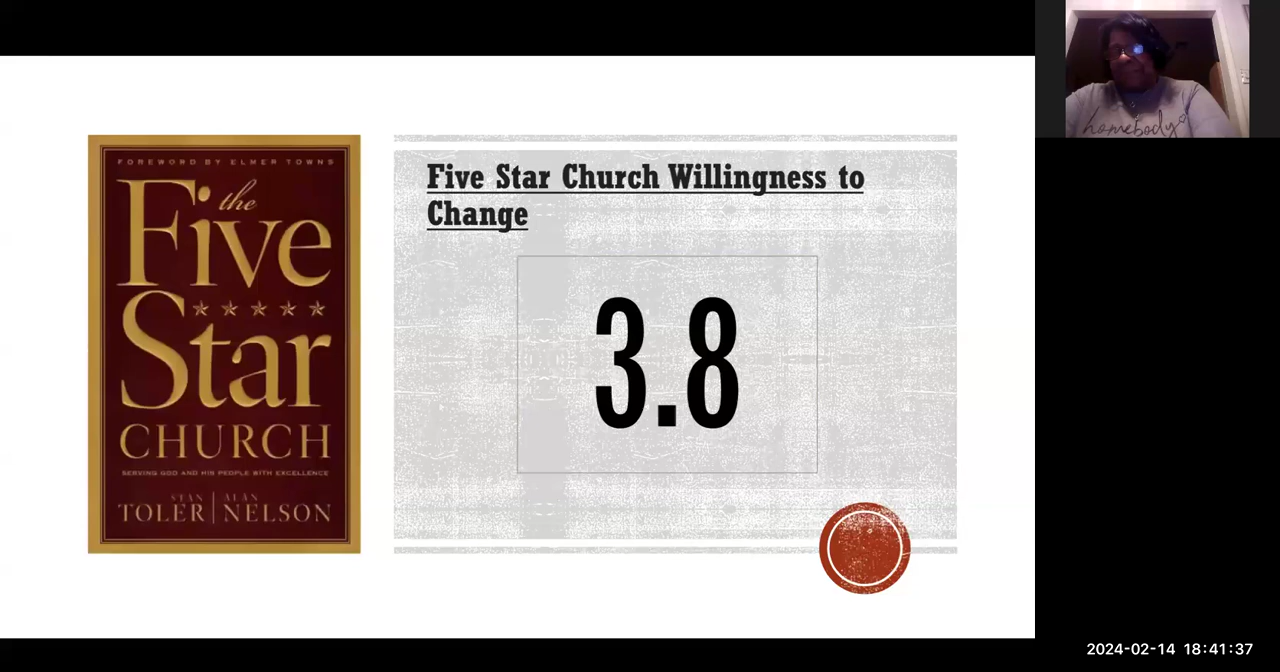 FOREWORD BY ELMER TOWNS
the
Five
Star
CHURCH
SERVING GOD AND HIS PEOPLE WITH EXCELLENCE
STAN ALAN
TOLER NELSON
Five Star Church Willingness to
Change
3.8
homebody
2024-02-14 18:41:37